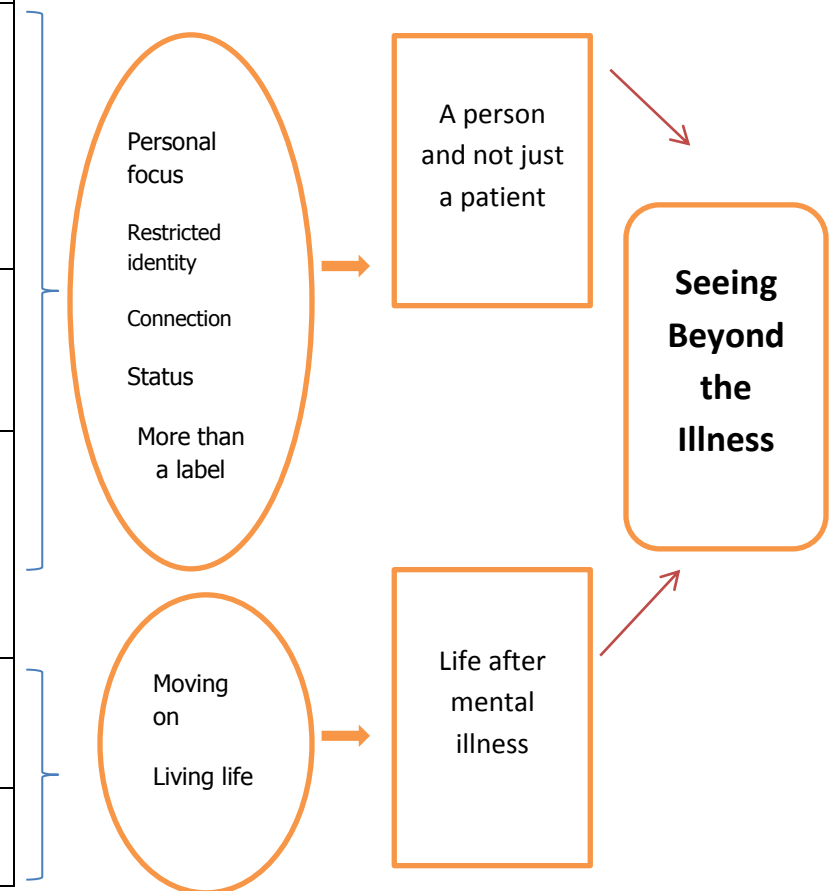 Personal
focus
Restricted
identity
Connection
Status
More than
a label
A person
and not just
a patient
Seeing
Beyond
the
Illness
Moving
on
Living life
Life after
mental
illness